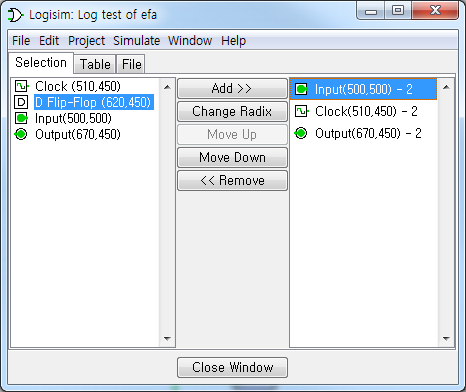 Logisim: Log test of efa
File Edit Project Simulate Window Help
Selection Table File
Clock (510,450)
D D Flip-Flop (620,450)
Input(500,500)
Output(670,450)
Add >>
Change Radix
Move Up
Move Down
<< Remove
Input(500,500) - 2
Clock(510,450) - 2
Output(670,450) - 2
Close Window